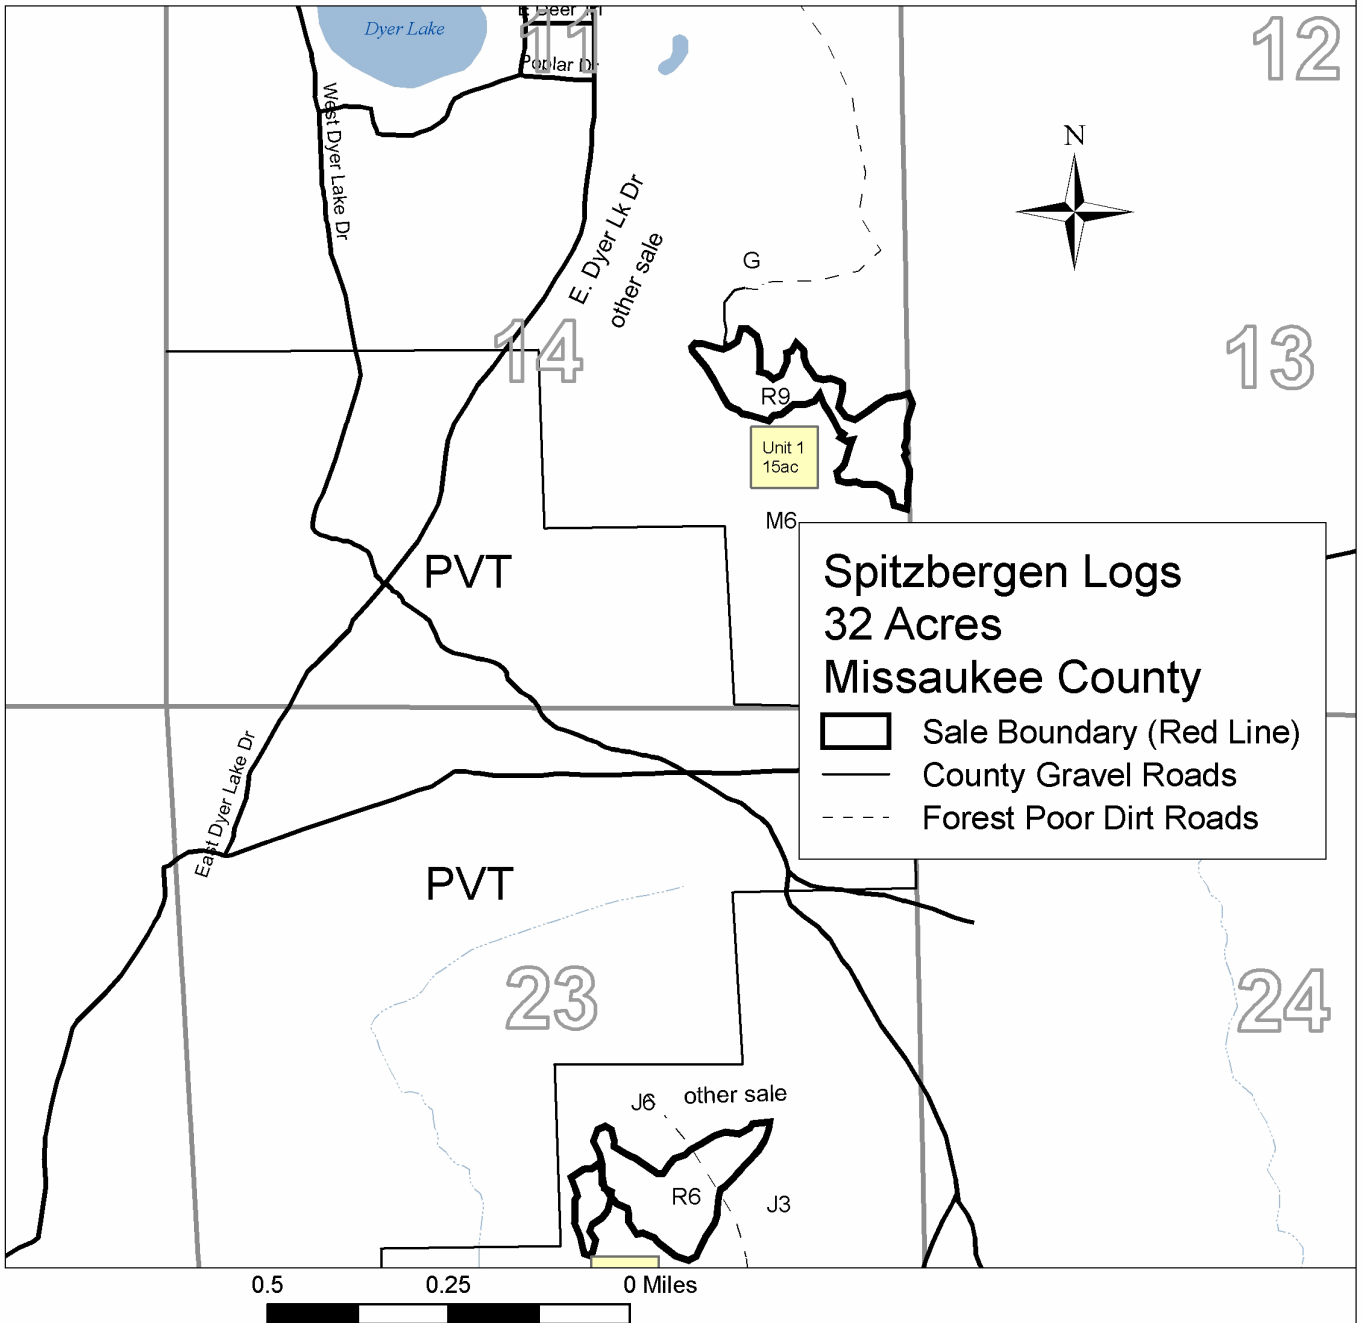 E Deer Trl
Dyer Lake
11
12
Poplar Dr
West Dyer Lake Dr
N
E. Dyer Lk Dr
other sale
G
14
13
R9
Unit 1
15ac
M6
PVT
Spitzbergen Logs
32 Acres
Missaukee County
Sale Boundary (Red Line)
County Gravel Roads
Forest Poor Dirt Roads
East Dyer Lake Dr
PVT
23
24
J6
other sale
R6
J3
0.5 0.25 0 Miles